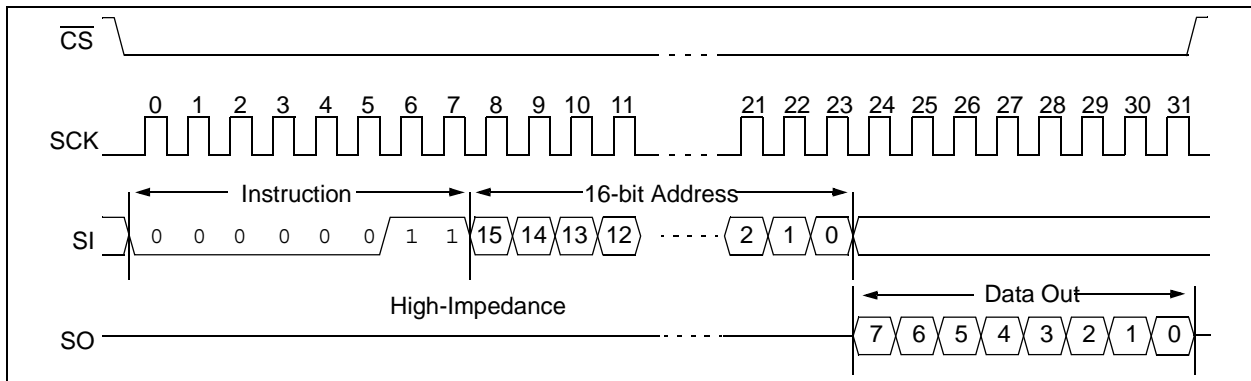 CS
0 1 2 3 4 5 6 7 8 9 10 11 21 22 23 24 25 26 27 28 29 30 31
SCK
Instruction 16-bit Address
SI 0 0 0 0 0 0 1 1 15 14 13 12 2 1 0
High-Impedance Data Out
SO 7 6 5 4 3 2 1 0